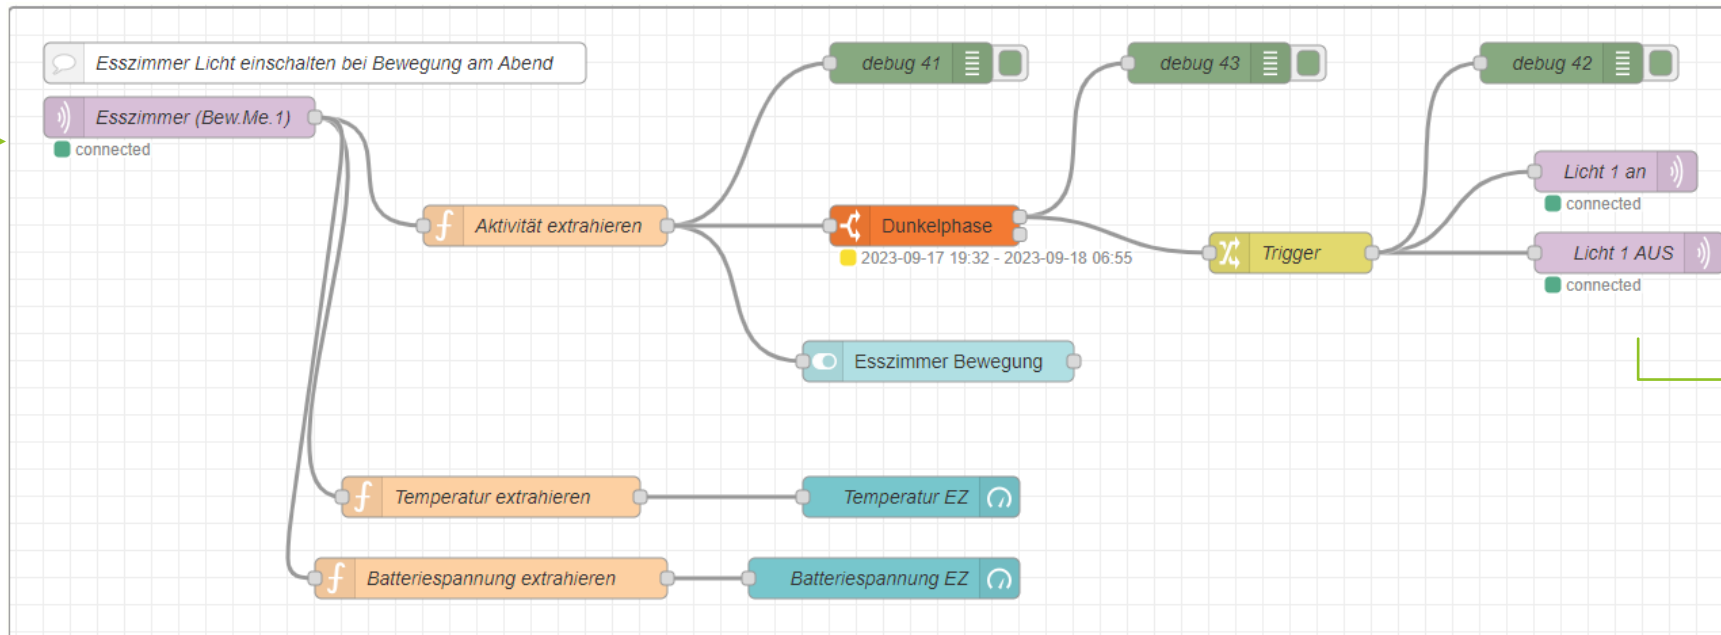 Esszimmer Licht einschalten bei Bewegung am Abend
debug 41
debug 43
debug 42
Esszimmer (Bew.Me.1)
connected
Licht 1 an
connected
Aktivität extrahieren
Dunkelphase
2023-09-17 19:32 - 2023-09-18 06:55
Trigger
Licht 1 AUS
connected
Esszimmer Bewegung
Temperatur extrahieren
Temperatur EZ
Batteriespannung extrahieren
Batteriespannung EZ